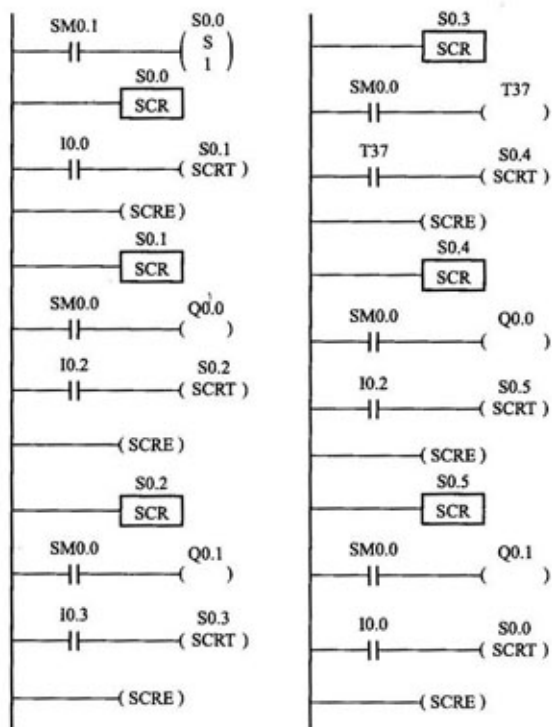 SM0.1
S0.0
S
1
S0.0
SCR
I0.0
S0.1
SCRT
SCRE
S0.1
SCR
SM0.0
Q0.0
I0.2
S0.2
SCRT
SCRE
S0.2
SCR
SM0.0
Q0.1
I0.3
S0.3
SCRT
SCRE
S0.3
SCR
SM0.0
T37
T37
S0.4
SCRT
SCRE
S0.4
SCR
SM0.0
Q0.0
I0.2
S0.5
SCRT
SCRE
S0.5
SCR
SM0.0
Q0.1
I0.0
S0.0
SCRT
SCRE